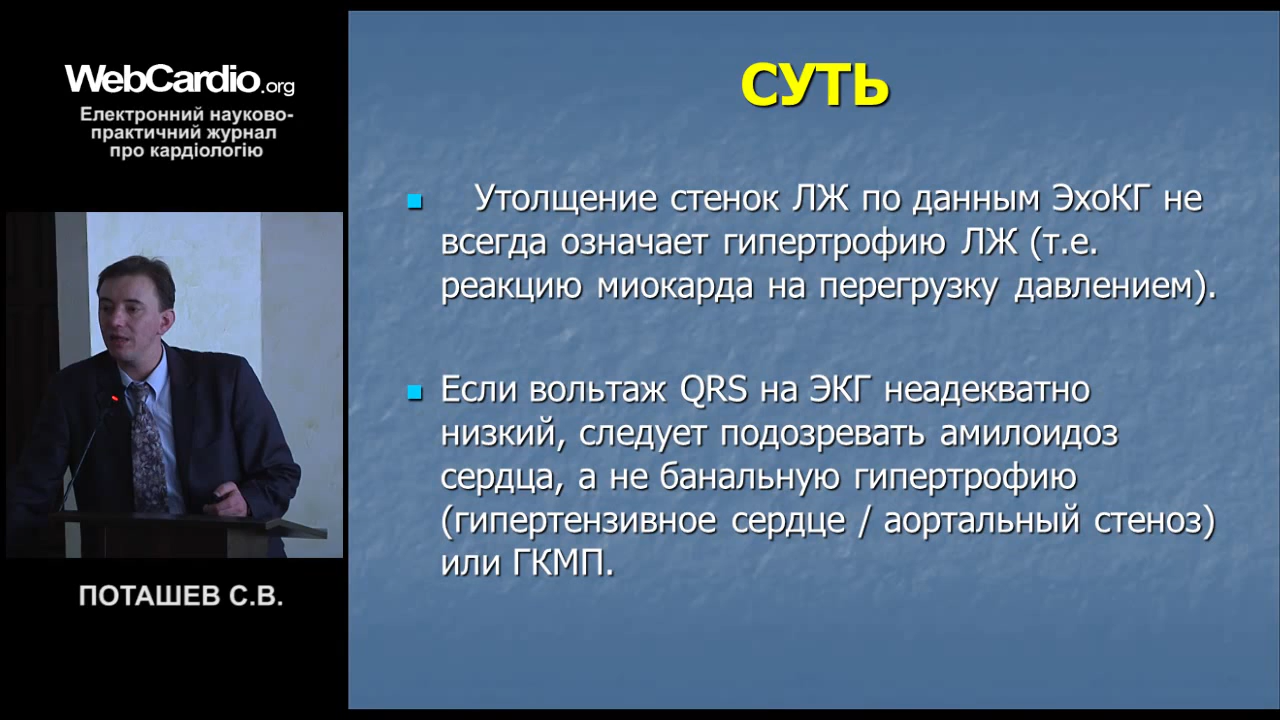 WebCardio.org
Електронний науково-
практичний журнал
про кардіологію
ПОТАШЕВ С.В.
СУТЬ
Утолщение стенок ЛЖ по данным ЭхоКГ не
всегда означает гипертрофию ЛЖ (т.е.
реакцию миокарда на перегрузку давлением).
Если вольтаж QRS на ЭКГ неадекватно
низкий, следует подозревать амилоидоз
сердца, а не банальную гипертрофию
(гипертензивное сердце / аортальный стеноз)
или ГКМП.